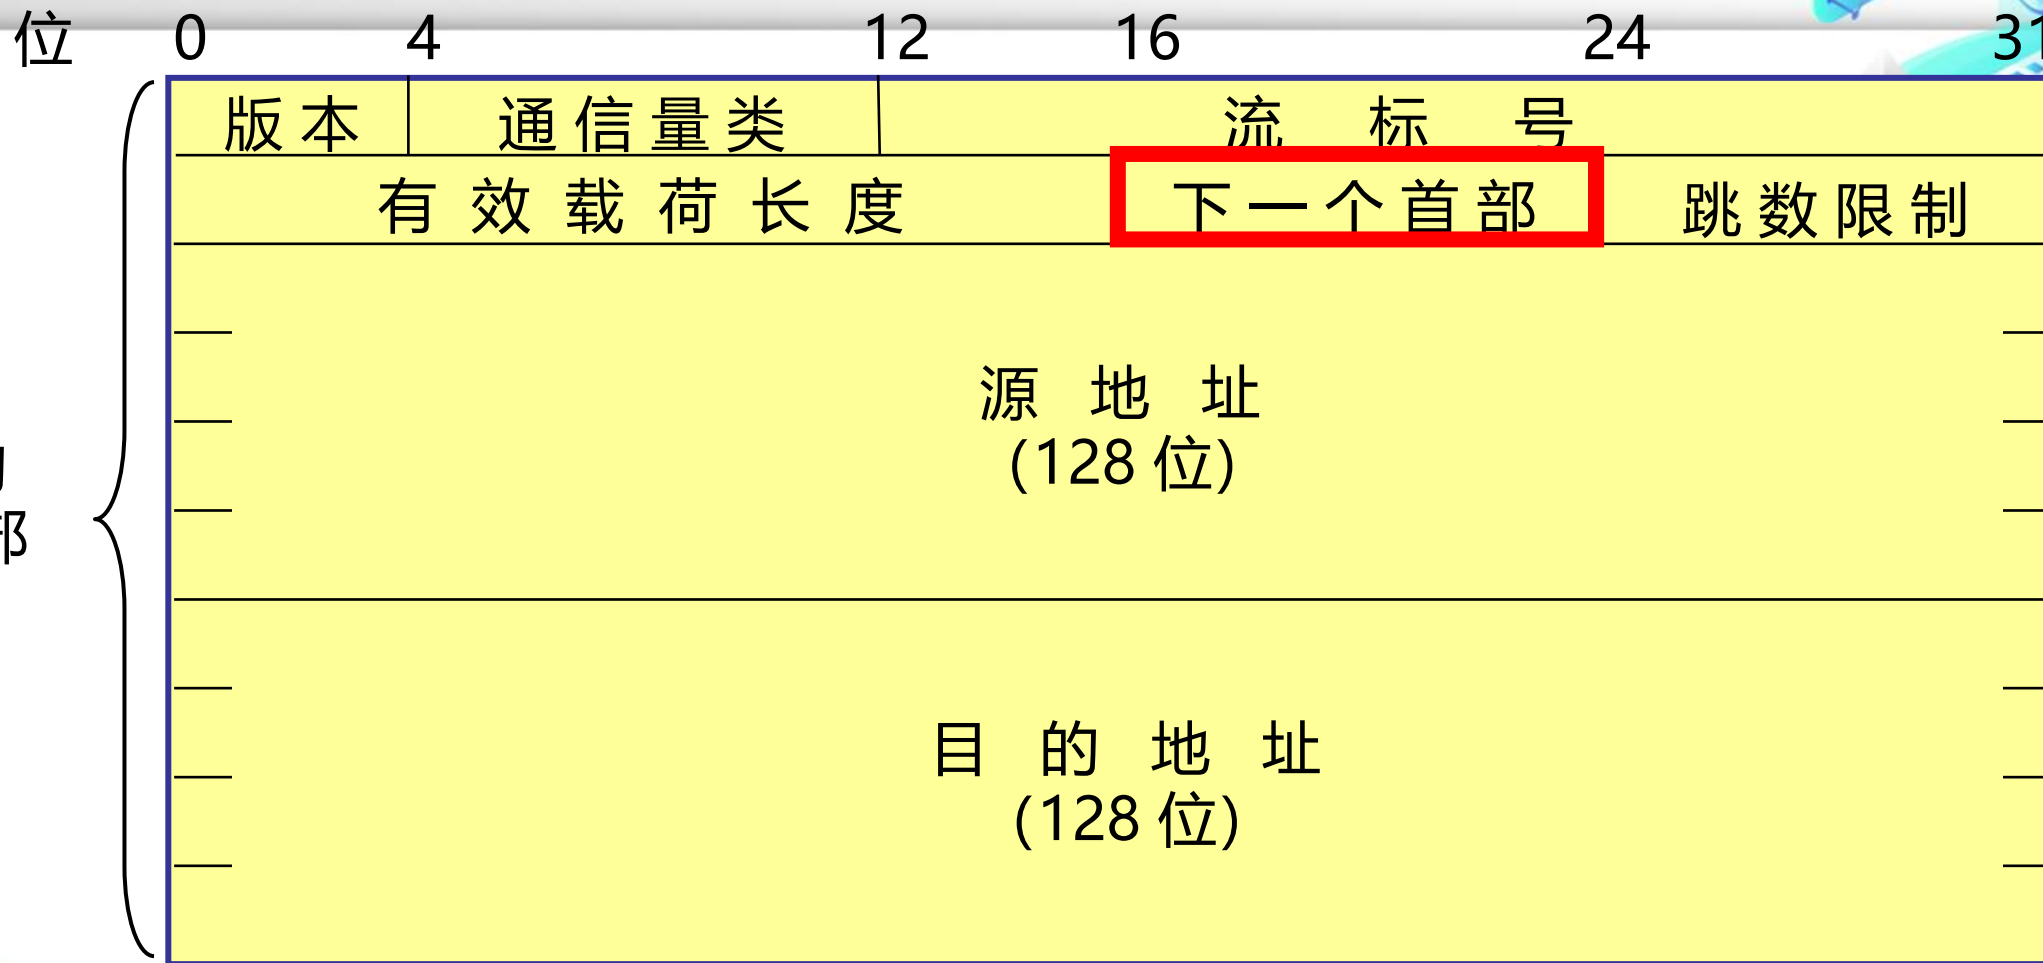 位 0 4 12 16 24 31
版本 通信量类 流标号
有效载荷长度 下一个首部 跳数限制
源地址
(128 位)
部
目的地址
(128 位)